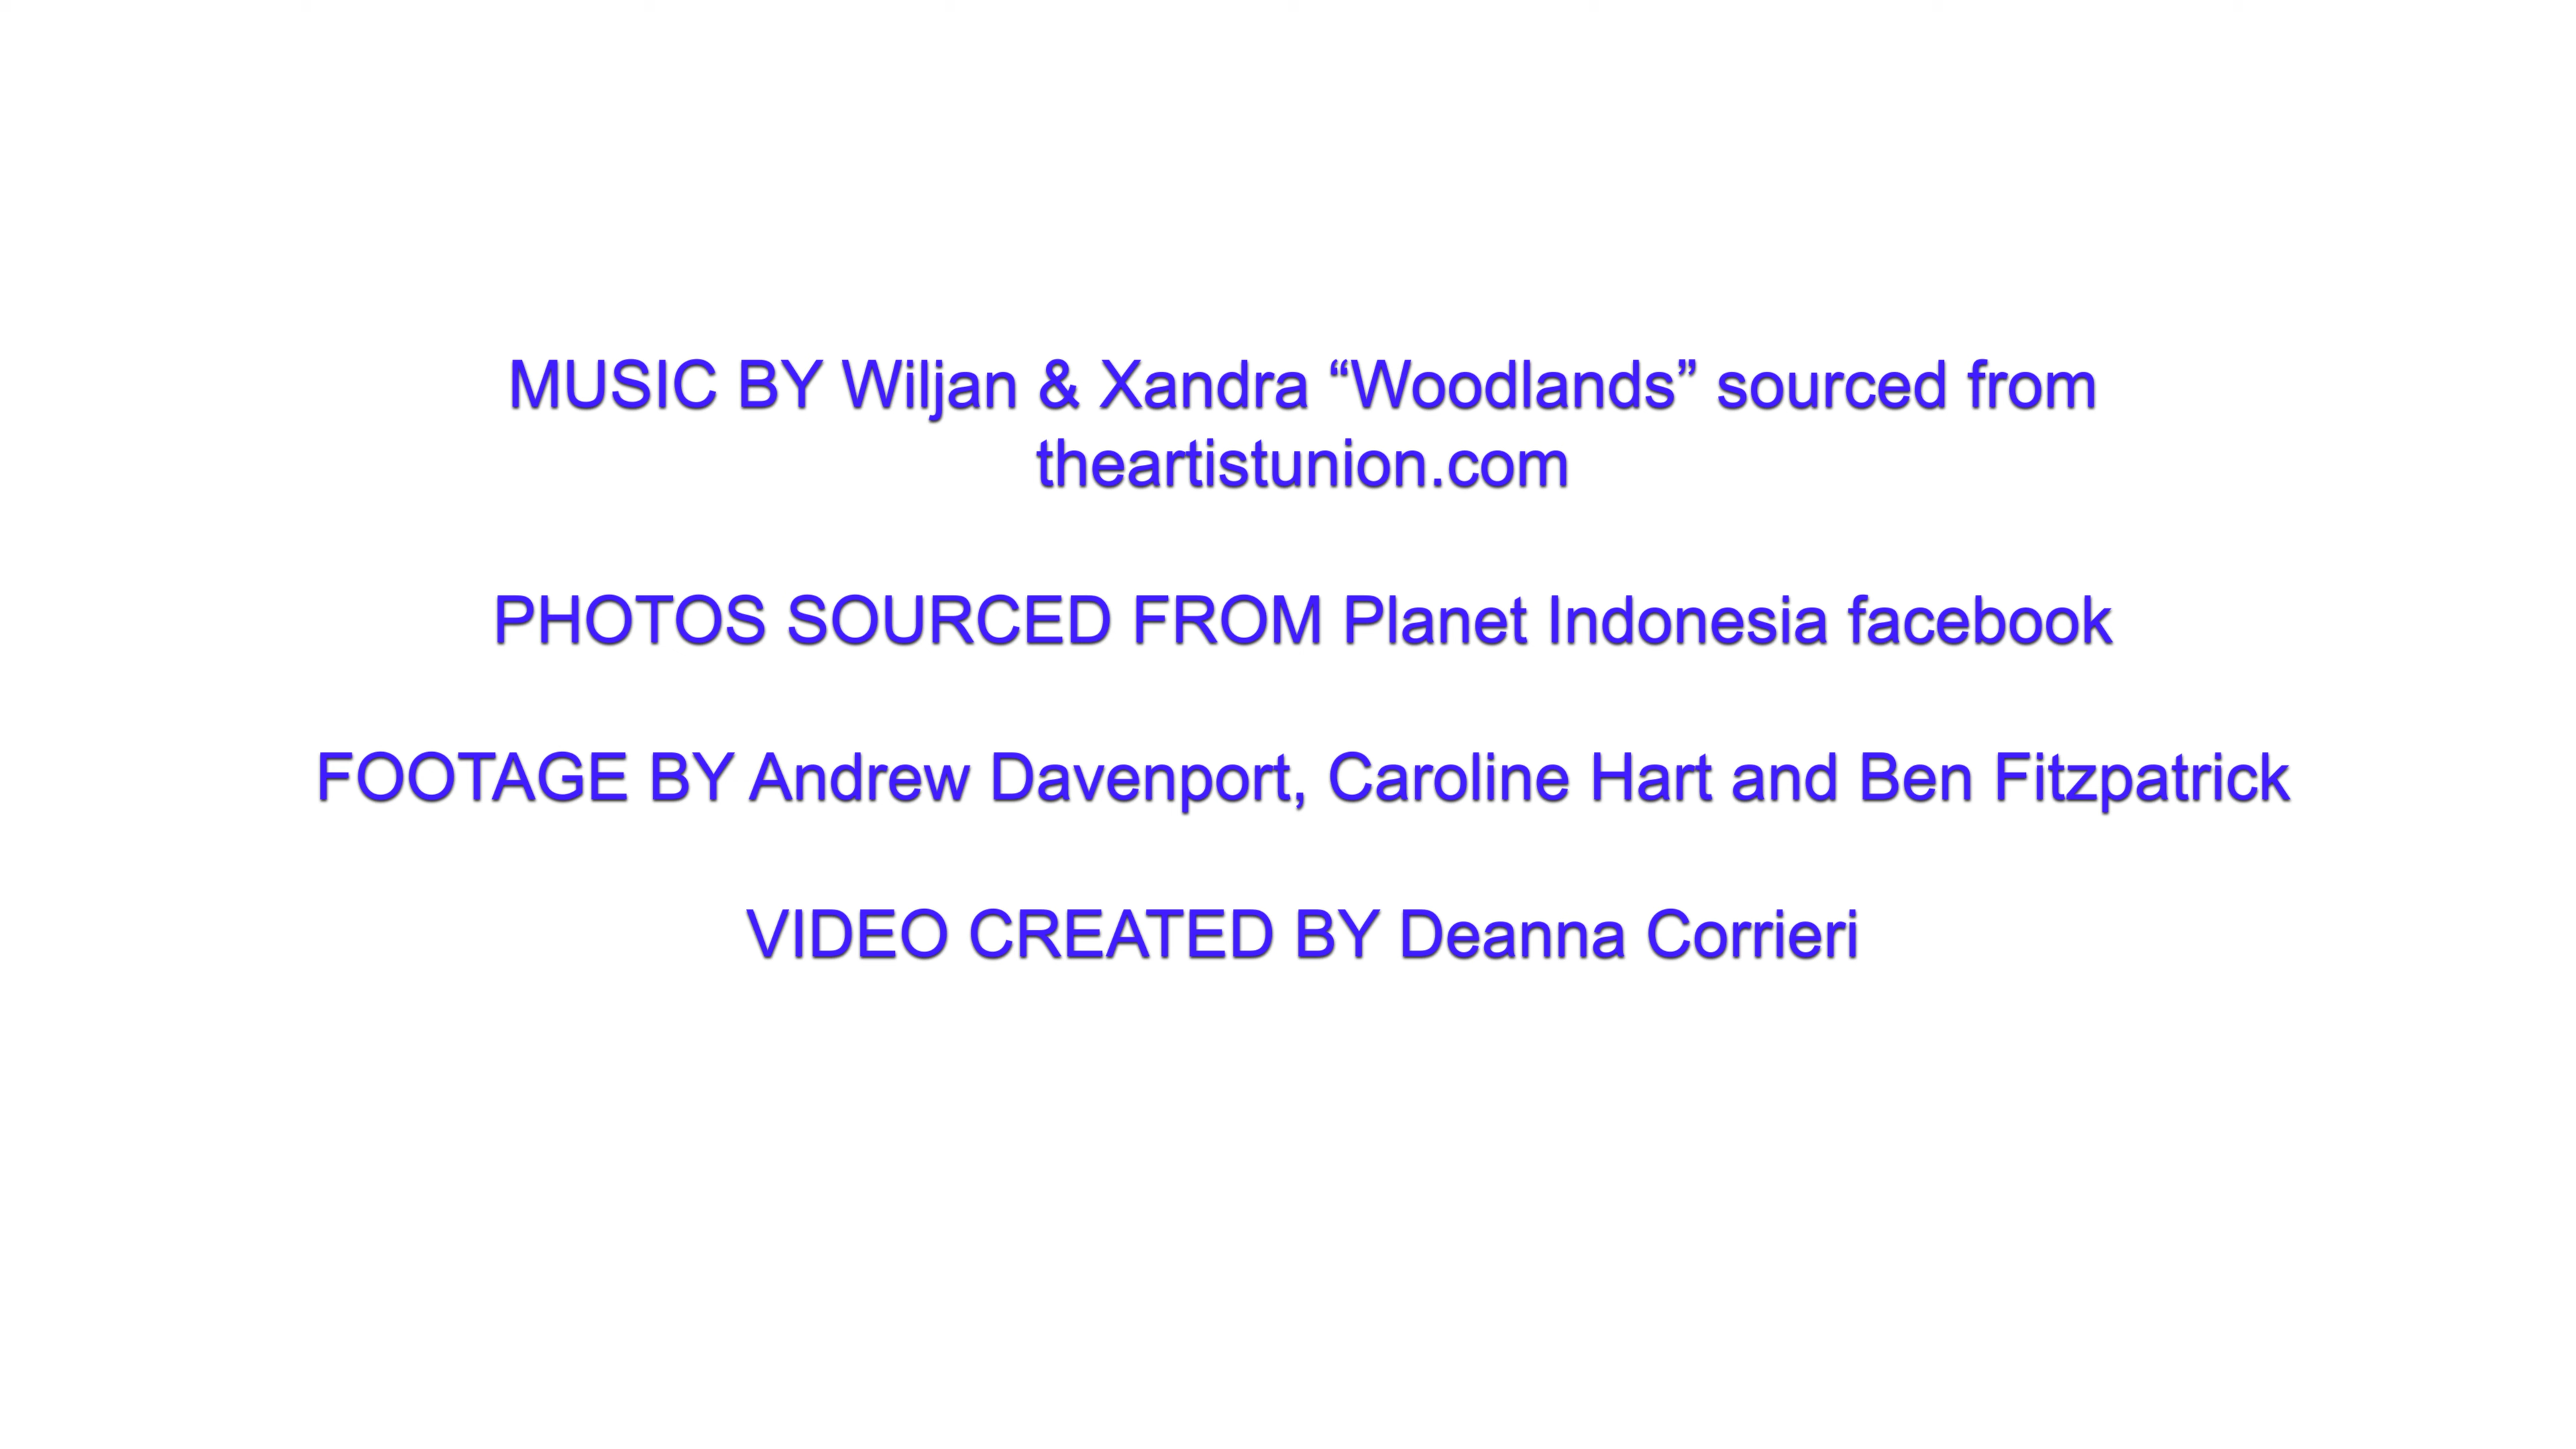 MUSIC BY Wiljan & Xandra “Woodlands” sourced from
theartistunion.com
PHOTOS SOURCED FROM Planet Indonesia facebook
FOOTAGE BY Andrew Davenport, Caroline Hart and Ben Fitzpatrick
VIDEO CREATED BY Deanna Corrieri